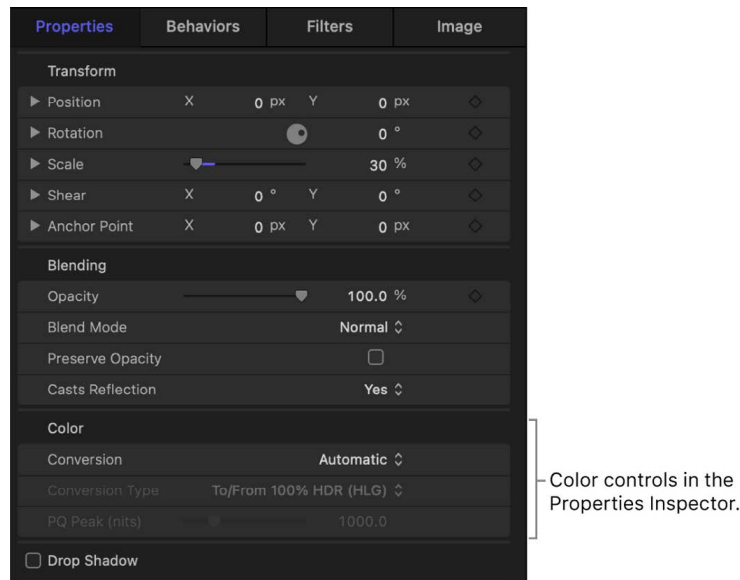 Properties Behaviors Filters Image
Transform
Position X 0 px Y 0 px
Rotation 0 °
Scale 30 %
Shear X 0 ° Y 0 °
Anchor Point X 0 px Y 0 px
Blending
Opacity 100.0 %
Blend Mode Normal
Preserve Opacity
Casts Reflection Yes
Color
Conversion Automatic
Conversion Type To/From 100% HDR (HLG)
PQ Peak (nits) 1000.0
Drop Shadow
Color controls in the
Properties Inspector.